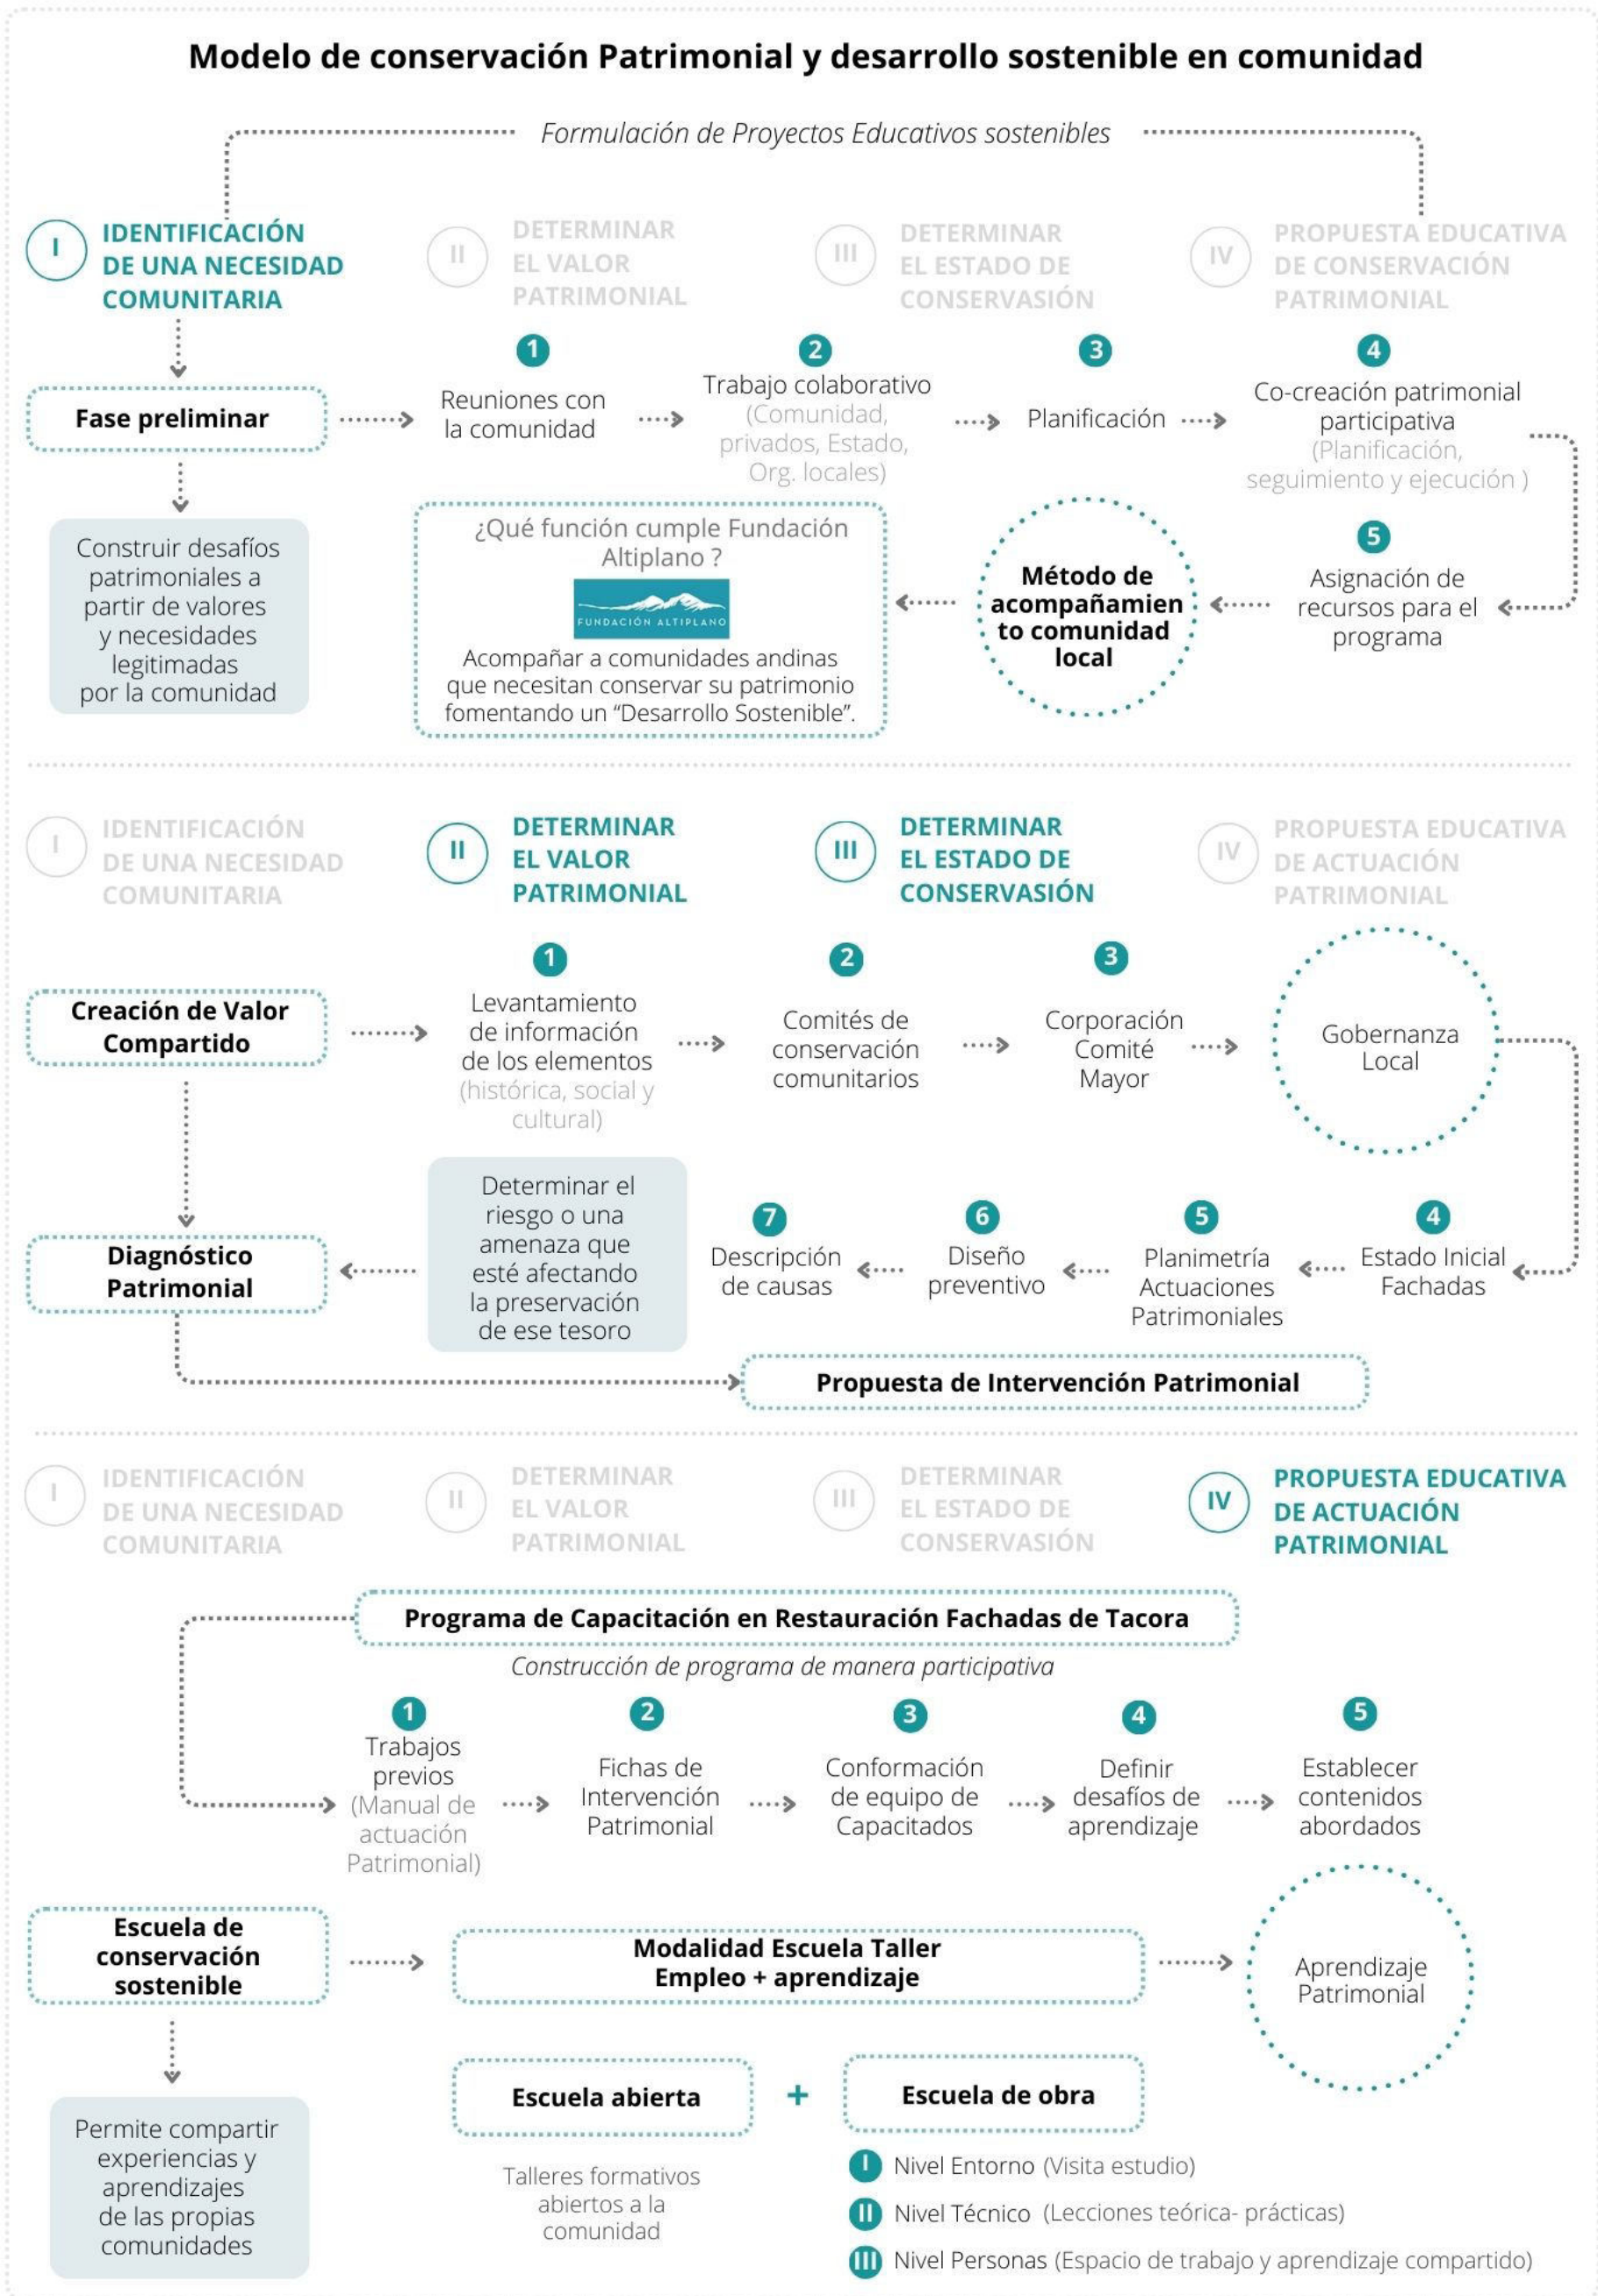 Modelo de conservación Patrimonial y desarrollo sostenible en comunidad
Formulación de Proyectos Educativos sostenibles
I
IDENTIFICACIÓN
DE UNA NECESIDAD
COMUNITARIA
II
DETERMINAR
EL VALOR
PATRIMONIAL
III
DETERMINAR
EL ESTADO DE
CONSERVASIÓN
IV
PROPUESTA EDUCATIVA
DE CONSERVACIÓN
PATRIMONIAL
Fase preliminar
1
Reuniones con
la comunidad
2
Trabajo colaborativo
(Comunidad,
privados, Estado,
Org. locales)
3
Planificación
4
Co-creación patrimonial
participativa
(Planificación,
seguimiento y ejecución )
5
Asignación de
recursos para el
programa
Método de
acompañamien
to comunidad
local
¿Qué función cumple Fundación
Altiplano ?
FUNDACIÓN ALTIPLANO
Acompañar a comunidades andinas
que necesitan conservar su patrimonio
fomentando un “Desarrollo Sostenible”.
Construir desafíos
patrimoniales a
partir de valores
y necesidades
legitimadas
por la comunidad
I
IDENTIFICACIÓN
DE UNA NECESIDAD
COMUNITARIA
II
DETERMINAR
EL VALOR
PATRIMONIAL
III
DETERMINAR
EL ESTADO DE
CONSERVASIÓN
IV
PROPUESTA EDUCATIVA
DE ACTUACIÓN
PATRIMONIAL
Creación de Valor
Compartido
1
Levantamiento
de información
de los elementos
(histórica, social y
cultural)
2
Comités de
conservación
comunitarios
3
Corporación
Comité
Mayor
Gobernanza
Local
4
Estado Inicial
Fachadas
5
Planimetría
Actuaciones
Patrimoniales
6
Diseño
preventivo
7
Descripción
de causas
Determinar el
riesgo o una
amenaza que
esté afectando
la preservación
de ese tesoro
Diagnóstico
Patrimonial
Propuesta de Intervención Patrimonial
I
IDENTIFICACIÓN
DE UNA NECESIDAD
COMUNITARIA
II
DETERMINAR
EL VALOR
PATRIMONIAL
III
DETERMINAR
EL ESTADO DE
CONSERVASIÓN
IV
PROPUESTA EDUCATIVA
DE ACTUACIÓN
PATRIMONIAL
Programa de Capacitación en Restauración Fachadas de Tacora
Construcción de programa de manera participativa
1
Trabajos
previos
(Manual de
actuación
Patrimonial)
2
Fichas de
Intervención
Patrimonial
3
Conformación
de equipo de
Capacitados
4
Definir
desafíos de
aprendizaje
5
Establecer
contenidos
abordados
Escuela de
conservación
sostenible
Modalidad Escuela Taller
Empleo + aprendizaje
Aprendizaje
Patrimonial
Permite compartir
experiencias y
aprendizajes
de las propias
comunidades
Escuela abierta
+
Escuela de obra
Talleres formativos
abiertos a la
comunidad
I Nivel Entorno (Visita estudio)
II Nivel Técnico (Lecciones teórica- prácticas)
III Nivel Personas (Espacio de trabajo y aprendizaje compartido)